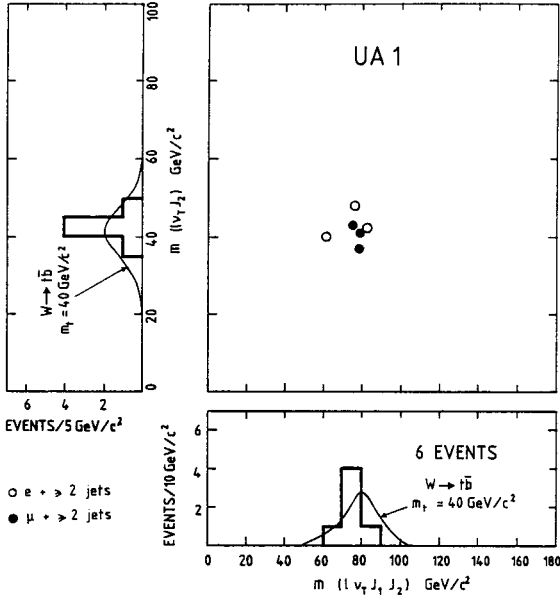 UA 1
100
80
60
40
20
0
m (l ν_T J_2) GeV/c²
W → tb̄
m_t = 40 GeV/c²
6 4 2
EVENTS/5 GeV/c²
○ e + ⩾ 2 jets
● μ + ⩾ 2 jets
EVENTS/10 GeV/c²
6
4
2
6 EVENTS
W → tb̄
m_t = 40 GeV/c²
0 20 40 60 80 100 120 140 160 180
m (l ν_T J_1 J_2) GeV/c²